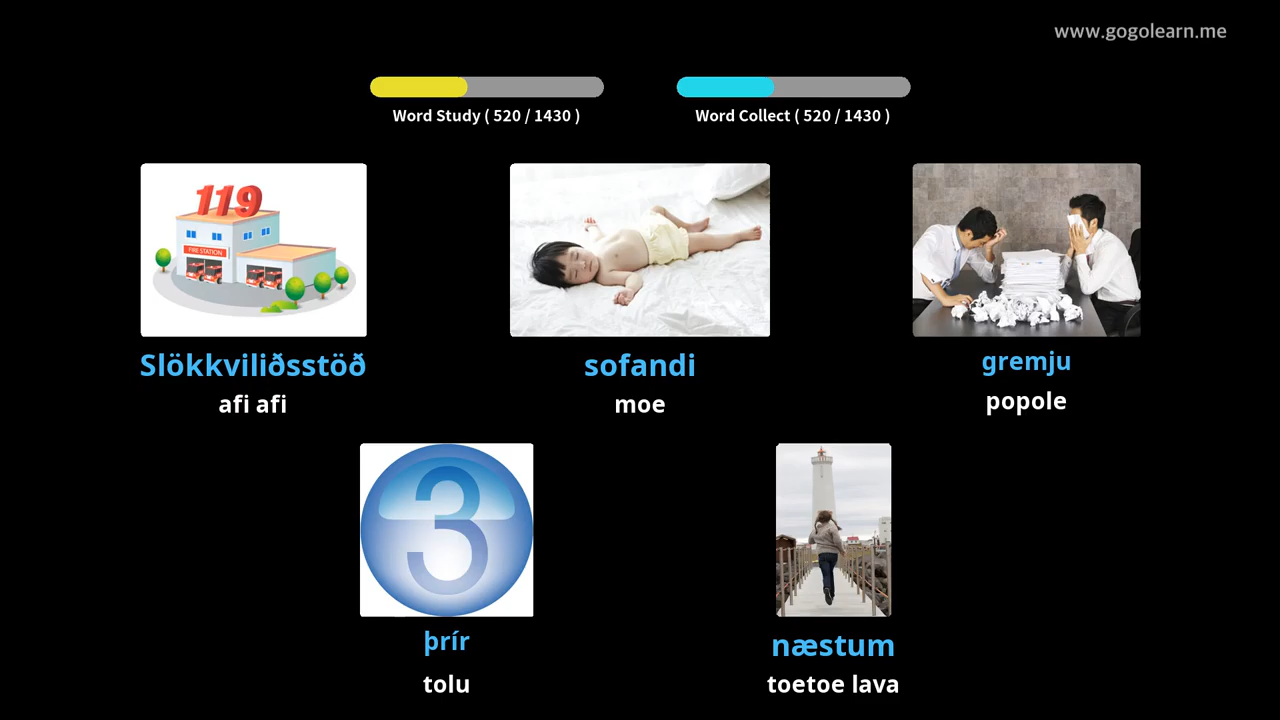 www.gogolearn.me
Word Study ( 520 / 1430 )
Word Collect ( 520 / 1430 )
119
FIRE STATION
Slökkviliðsstöð
afi afi
sofandi
moe
gremju
popole
3
þrír
tolu
næstum
toetoe lava